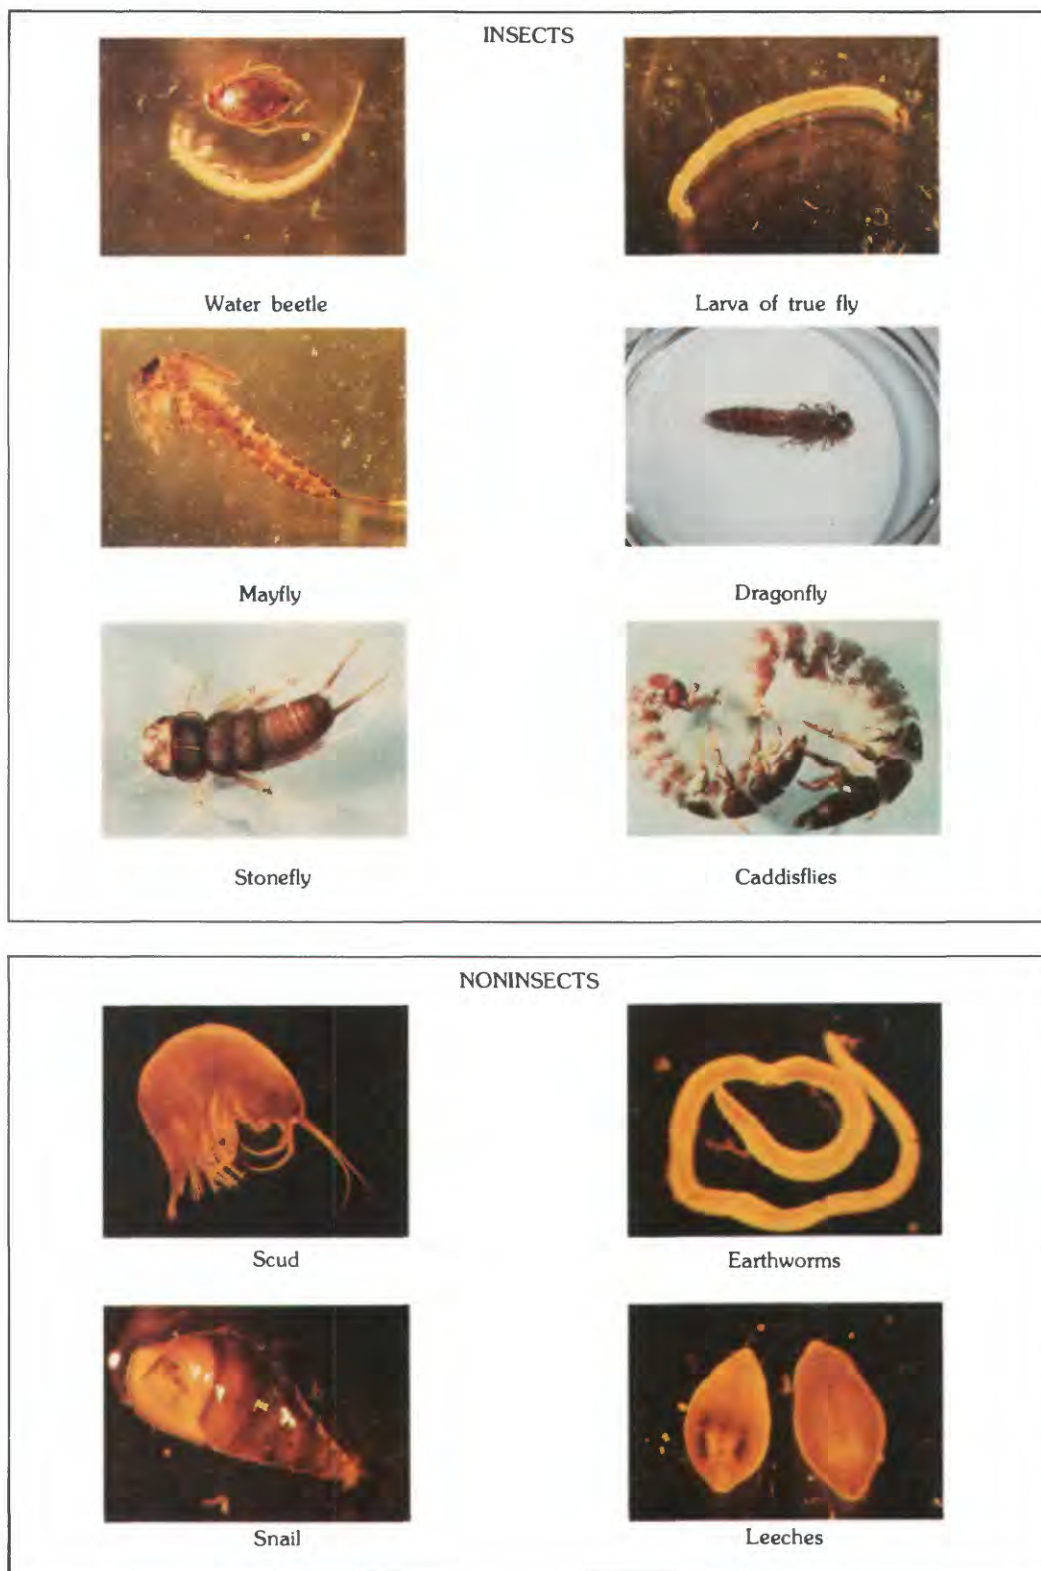 INSECTS
Water beetle
Larva of true fly
Mayfly
Dragonfly
Stonefly
Caddisflies
NONINSECTS
Scud
Earthworms
Snail
Leeches